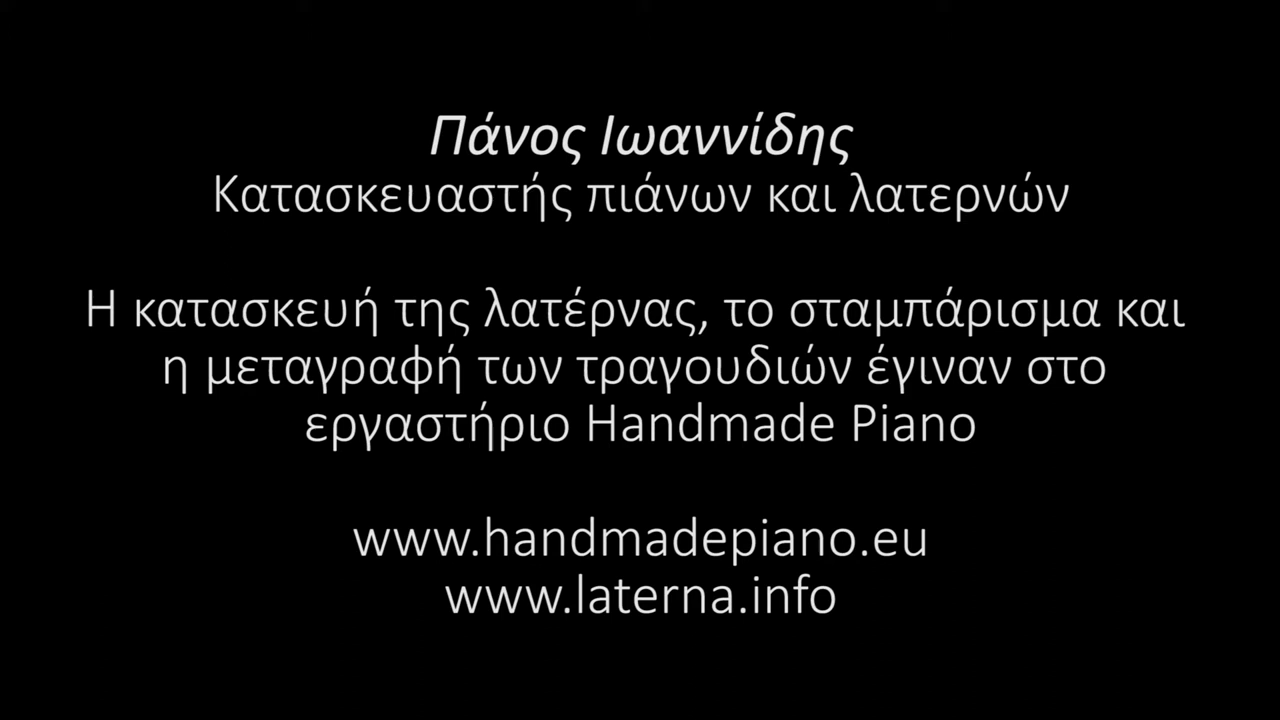 Πάνος Ιωαννίδης
Κατασκευαστής πιάνων και λατερνών
Η κατασκευή της λατέρνας, το σταμπάρισμα και
η μεταγραφή των τραγουδιών έγιναν στο
εργαστήριο Handmade Piano
www.handmadepiano.eu
www.laterna.info